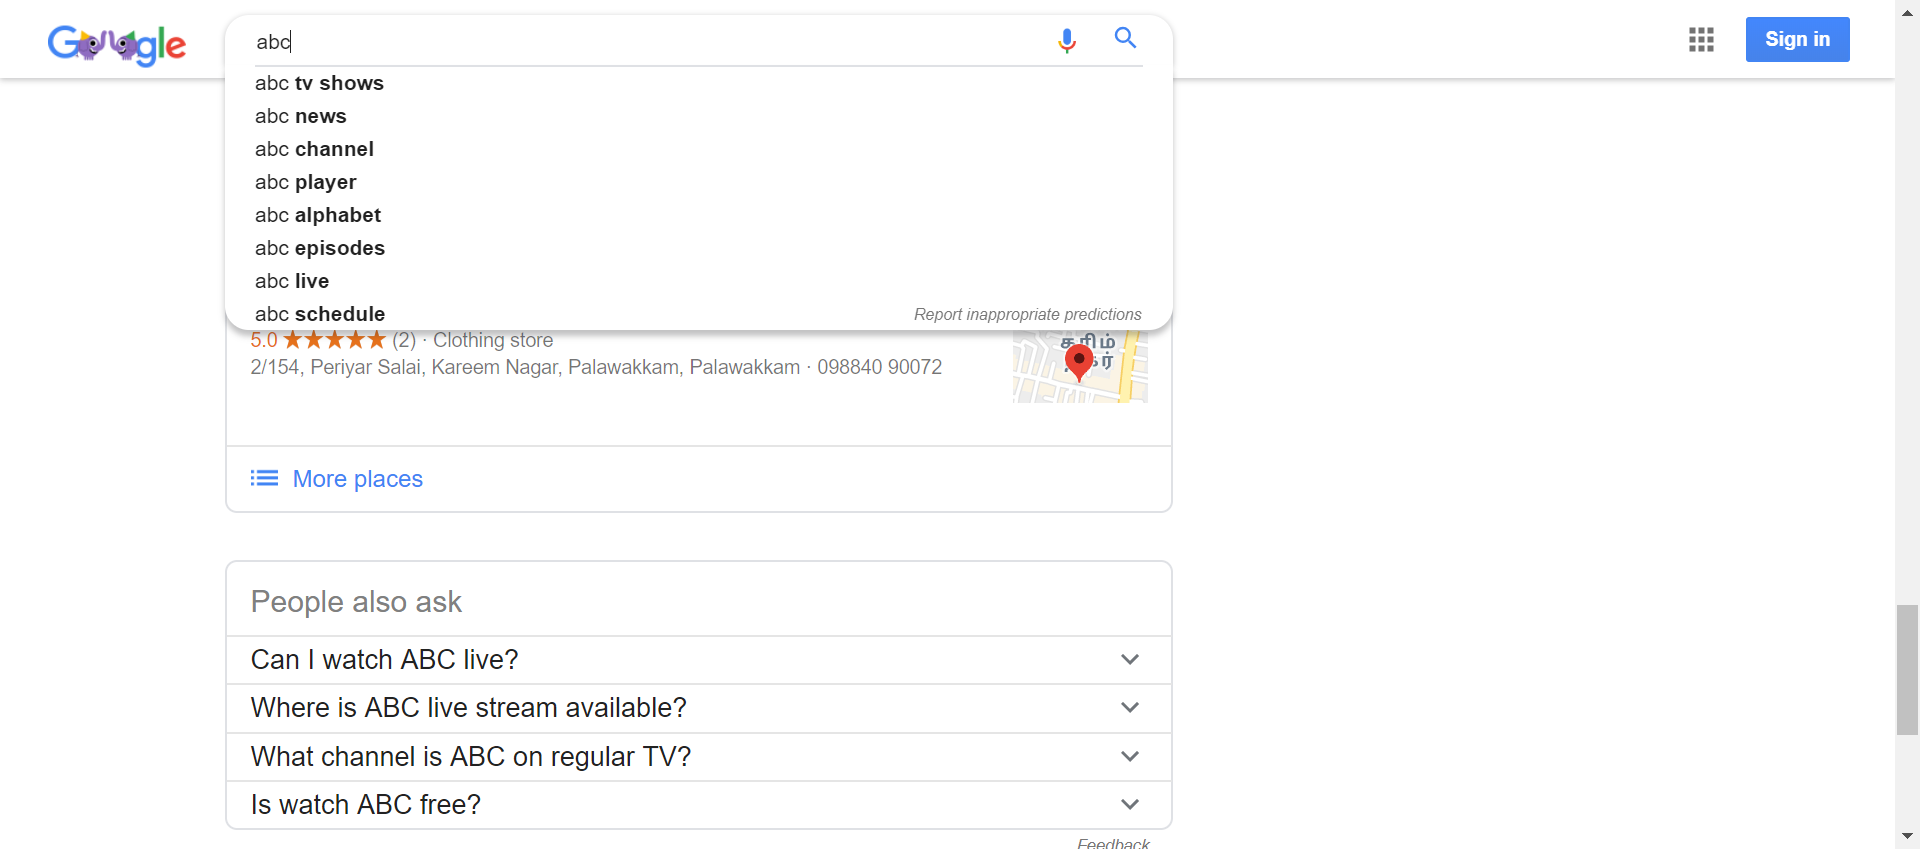 Google
abc
Sign in
abc tv shows
abc news
abc channel
abc player
abc alphabet
abc episodes
abc live
abc schedule
Report inappropriate predictions
5.0 ★★★★★ (2) · Clothing store
2/154, Periyar Salai, Kareem Nagar, Palawakkam, Palawakkam · 098840 90072
More places
People also ask
Can I watch ABC live?
Where is ABC live stream available?
What channel is ABC on regular TV?
Is watch ABC free?
Feedback